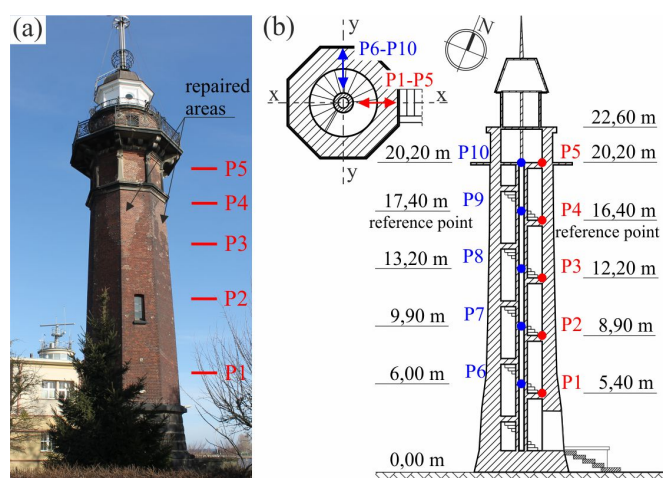 (a)
repaired
areas
P5
P4
P3
P2
P1
(b)
y
P6-P10
P1-P5
x
x
y
N
22,60 m
20,20 m
P10
P5
20,20 m
17,40 m
P9
P4
16,40 m
reference point
reference point
13,20 m
P8
P3
12,20 m
9,90 m
P7
P2
8,90 m
6,00 m
P6
P1
5,40 m
0,00 m